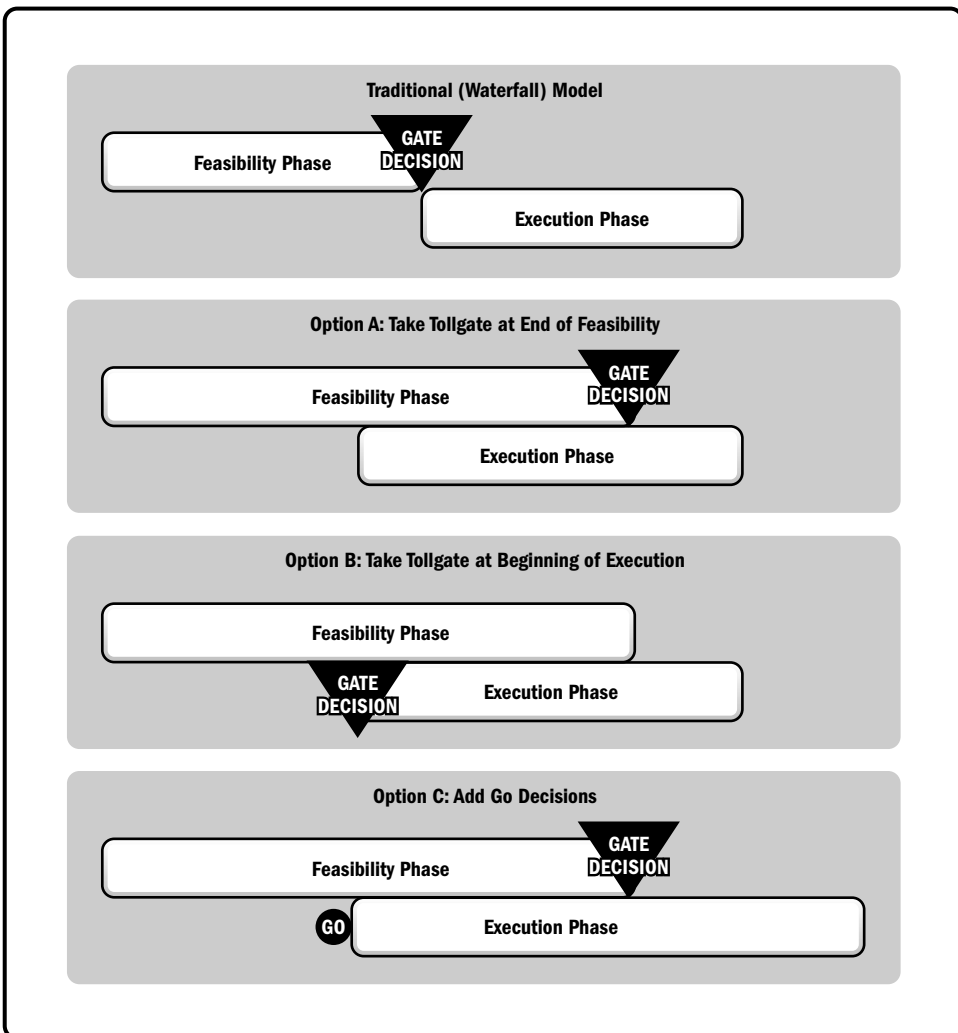 Traditional (Waterfall) Model
GATE
DECISION
Feasibility Phase
Execution Phase
Option A: Take Tollgate at End of Feasibility
GATE
DECISION
Feasibility Phase
Execution Phase
Option B: Take Tollgate at Beginning of Execution
Feasibility Phase
GATE
DECISION
Execution Phase
Option C: Add Go Decisions
GATE
DECISION
Feasibility Phase
GO
Execution Phase